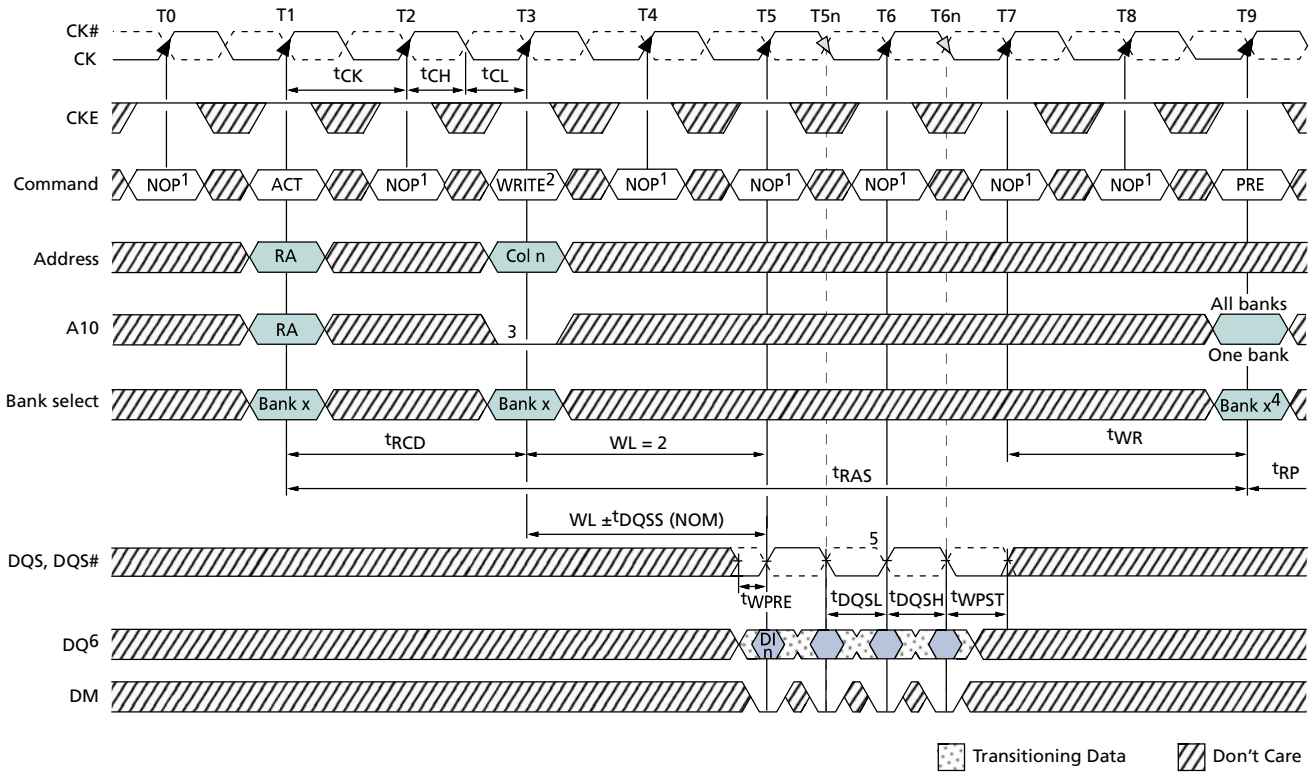 T0 T1 T2 T3 T4 T5 T5n T6 T6n T7 T8 T9
CK#
CK
tCK tCH tCL
CKE
Command NOP1 ACT NOP1 WRITE2 NOP1 NOP1 NOP1 NOP1 NOP1 PRE
Address RA Col n
All banks
A10 RA 3
One bank
Bank select Bank x Bank x Bank x4
tRCD WL = 2 tWR
tRAS tRP
WL ±tDQSS (NOM)
5
DQS, DQS#
tWPRE tDQSL tDQSH tWPST
DQ6 DI
n
DM
Transitioning Data Don't Care